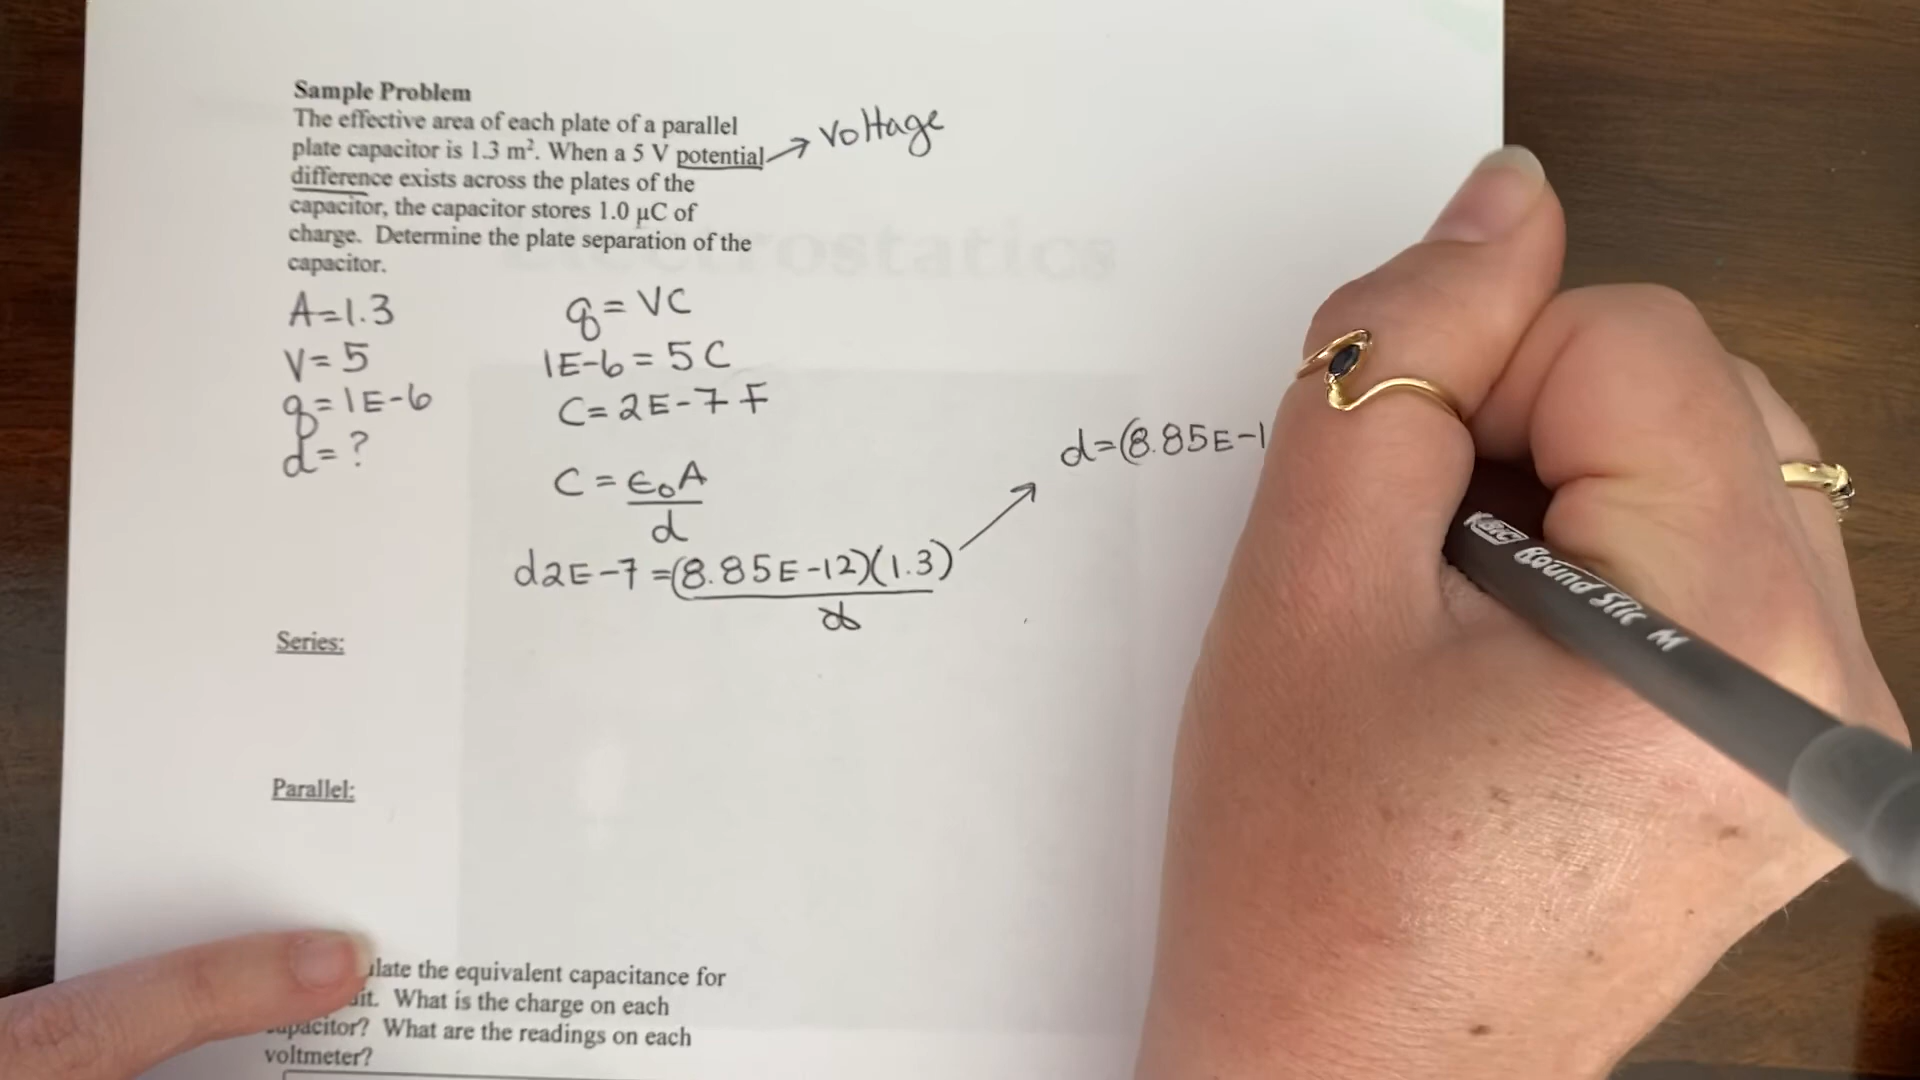 Sample Problem
The effective area of each plate of a parallel
plate capacitor is 1.3 m². When a 5 V potential → Voltage
difference exists across the plates of the
capacitor, the capacitor stores 1.0 µC of
charge. Determine the plate separation of the
capacitor.
A=1.3
V=5
q=1E-6
d=?
q=VC
1E-6=5C
C=2E-7 F
C=ϵ₀A
d
d2E-7=(8.85E-12)(1.3)
d
d=(8.85E-1
Series:
Parallel:
late the equivalent capacitance for
it. What is the charge on each
capacitor? What are the readings on each
voltmeter?
BIC Round Stic M